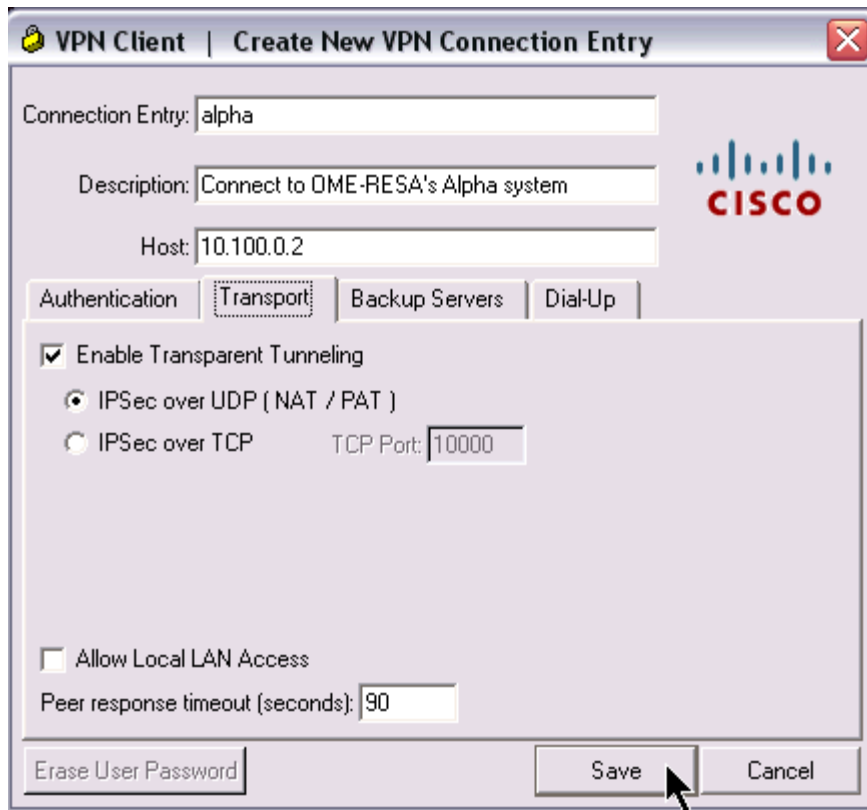 VPN Client | Create New VPN Connection Entry
Connection Entry: alpha
Description: Connect to OME-RESA's Alpha system
CISCO
Host: 10.100.0.2
Authentication Transport Backup Servers Dial-Up
Enable Transparent Tunneling
IPSec over UDP ( NAT / PAT )
IPSec over TCP TCP Port: 10000
Allow Local LAN Access
Peer response timeout (seconds): 90
Erase User Password Save Cancel